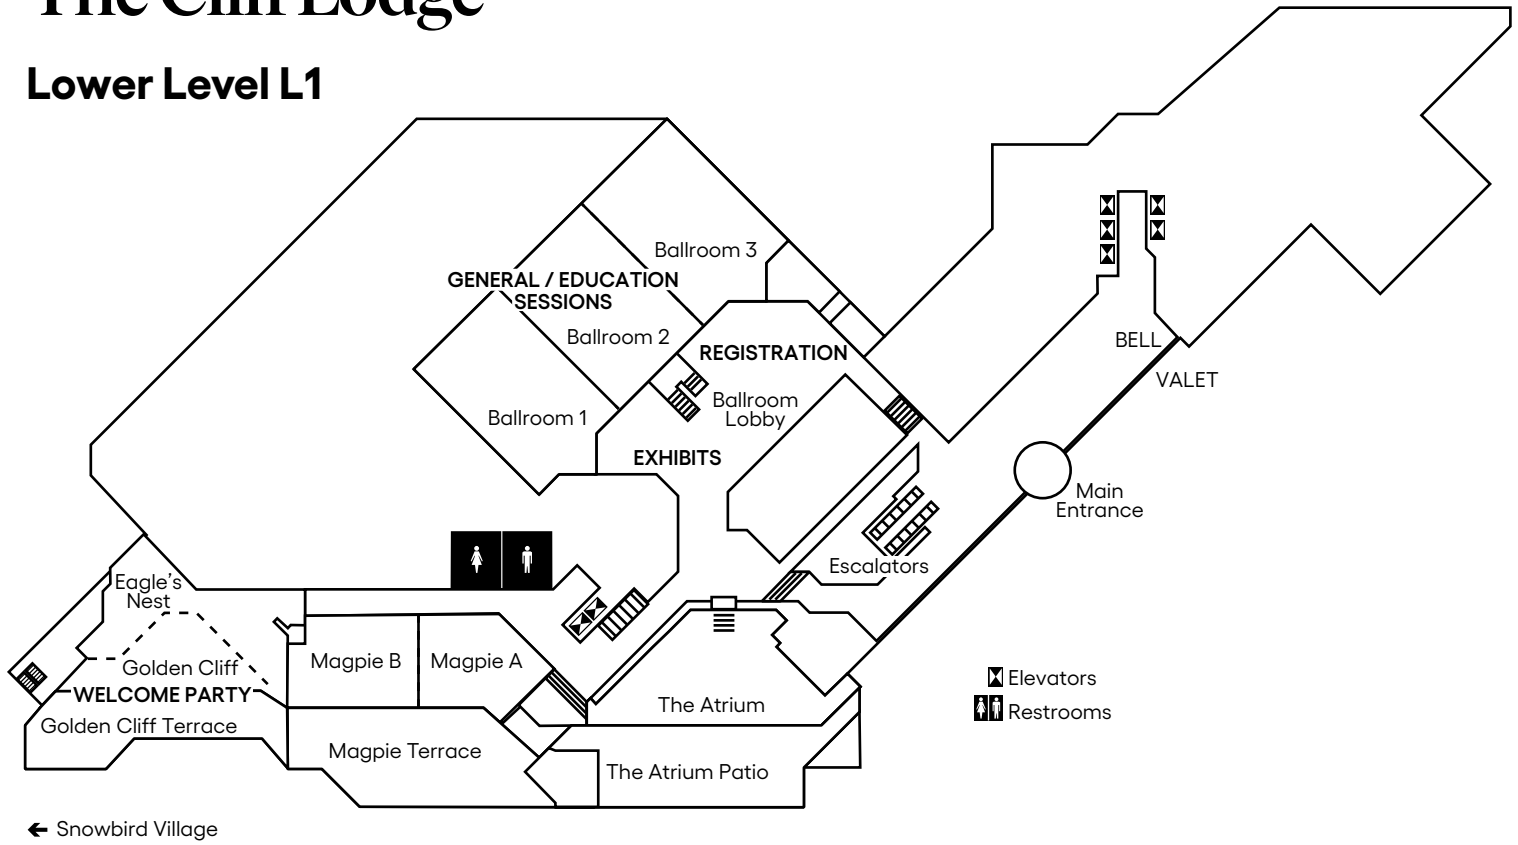 The Cliff Lodge
Lower Level L1
Ballroom 3
GENERAL / EDUCATION
SESSIONS
Ballroom 2
REGISTRATION
BELL
VALET
Ballroom
Lobby
Ballroom 1
EXHIBITS
Main
Entrance
Escalators
Eagle's
Nest
Golden Cliff
Magpie B
Magpie A
WELCOME PARTY
Golden Cliff Terrace
The Atrium
Magpie Terrace
The Atrium Patio
Elevators
Restrooms
← Snowbird Village